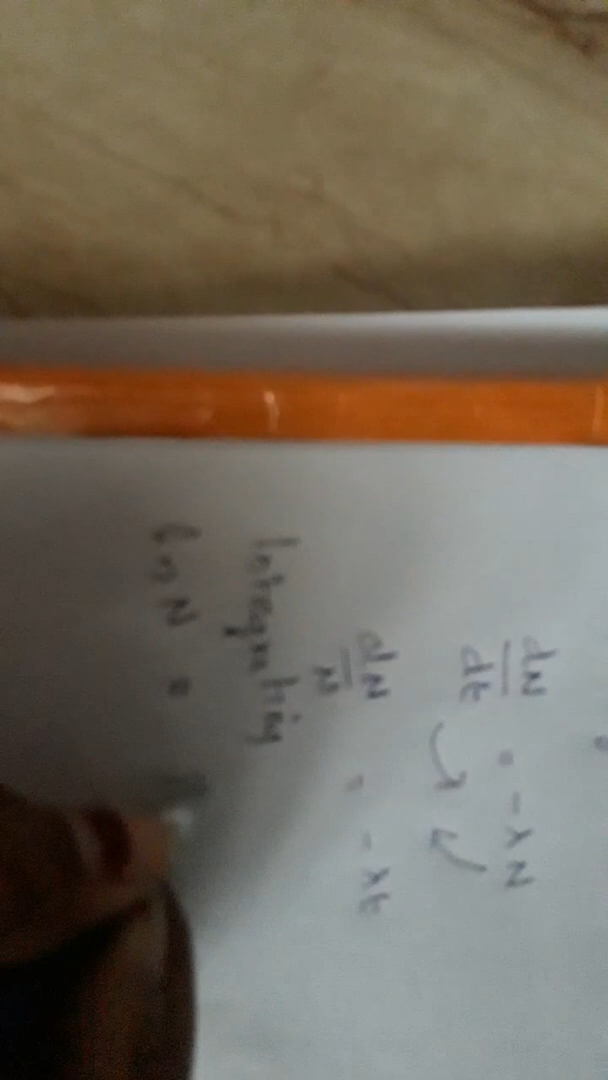 dN/dt = -λN
dN/N = -λt
Integrating
ln N =